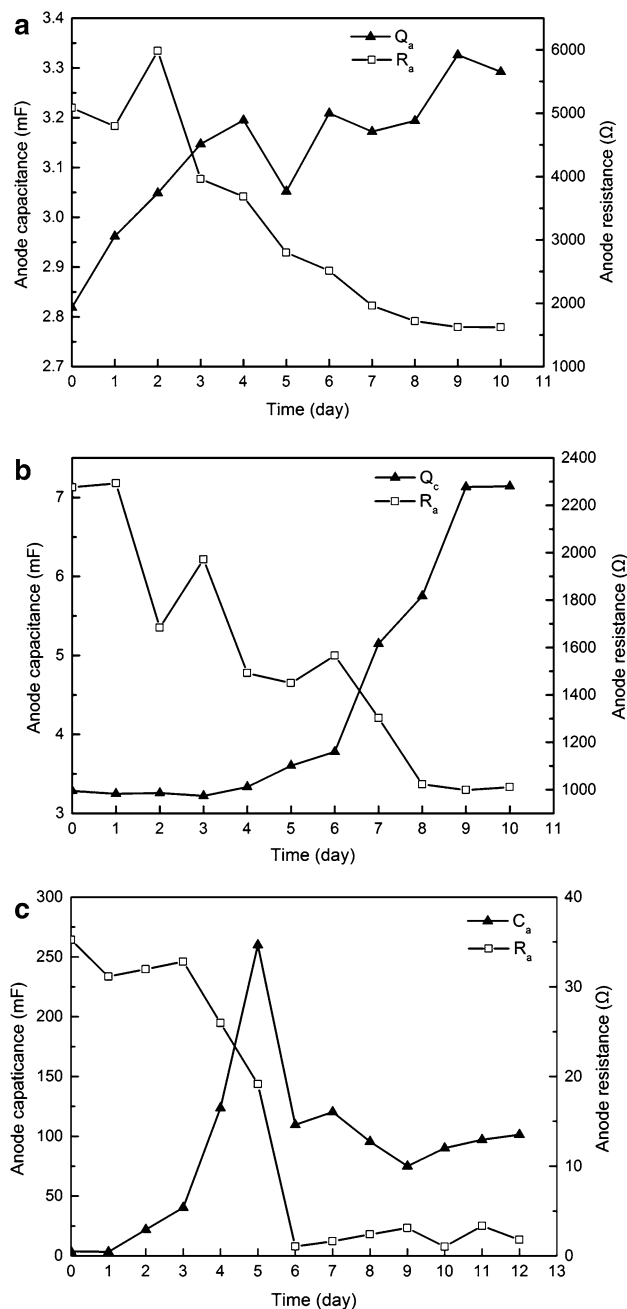 a
Qa
Ra
Anode capacitance (mF)
3.4
3.3
3.2
3.1
3.0
2.9
2.8
2.7
Anode resistance (Ω)
6000
5000
4000
3000
2000
1000
0 1 2 3 4 5 6 7 8 9 10 11
Time (day)
b
Qc
Ra
Anode capacitance (mF)
7
6
5
4
3
Anode resistance (Ω)
2400
2200
2000
1800
1600
1400
1200
1000
0 1 2 3 4 5 6 7 8 9 10 11
Time (day)
c
Ca
Ra
Anode capaticance (mF)
300
250
200
150
100
50
0
Anode resistance (Ω)
40
30
20
10
0
0 1 2 3 4 5 6 7 8 9 10 11 12 13
Time (day)